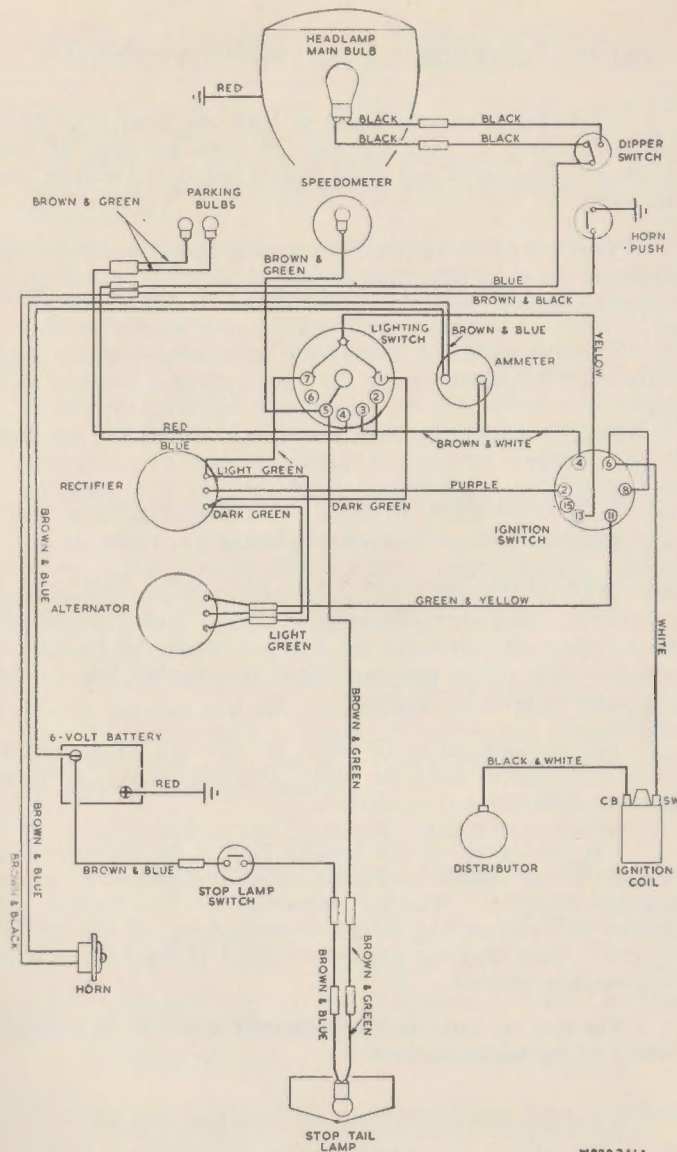 HEADLAMP
MAIN BULB
RED
BLACK
BLACK
BLACK
BLACK
DIPPER
SWITCH
SPEEDOMETER
PARKING
BULBS
BROWN & GREEN
BROWN &
GREEN
HORN
PUSH
BLUE
BROWN & BLACK
LIGHTING
SWITCH
BROWN & BLUE
AMMETER
YELLOW
7
1
6
2
5
4
3
RED
BLUE
BROWN & WHITE
4
6
2
8
15
13
11
LIGHT GREEN
RECTIFIER
PURPLE
DARK GREEN
DARK GREEN
IGNITION
SWITCH
BROWN & BLUE
ALTERNATOR
GREEN & YELLOW
LIGHT
GREEN
WHITE
BROWN & GREEN
6-VOLT BATTERY
RED
BLACK & WHITE
CB
SW
DISTRIBUTOR
IGNITION
COIL
BROWN & BLUE
BROWN & BLACK
BROWN & BLUE
STOP LAMP
SWITCH
HORN
BROWN & BLUE
BROWN & GREEN
STOP TAIL
LAMP